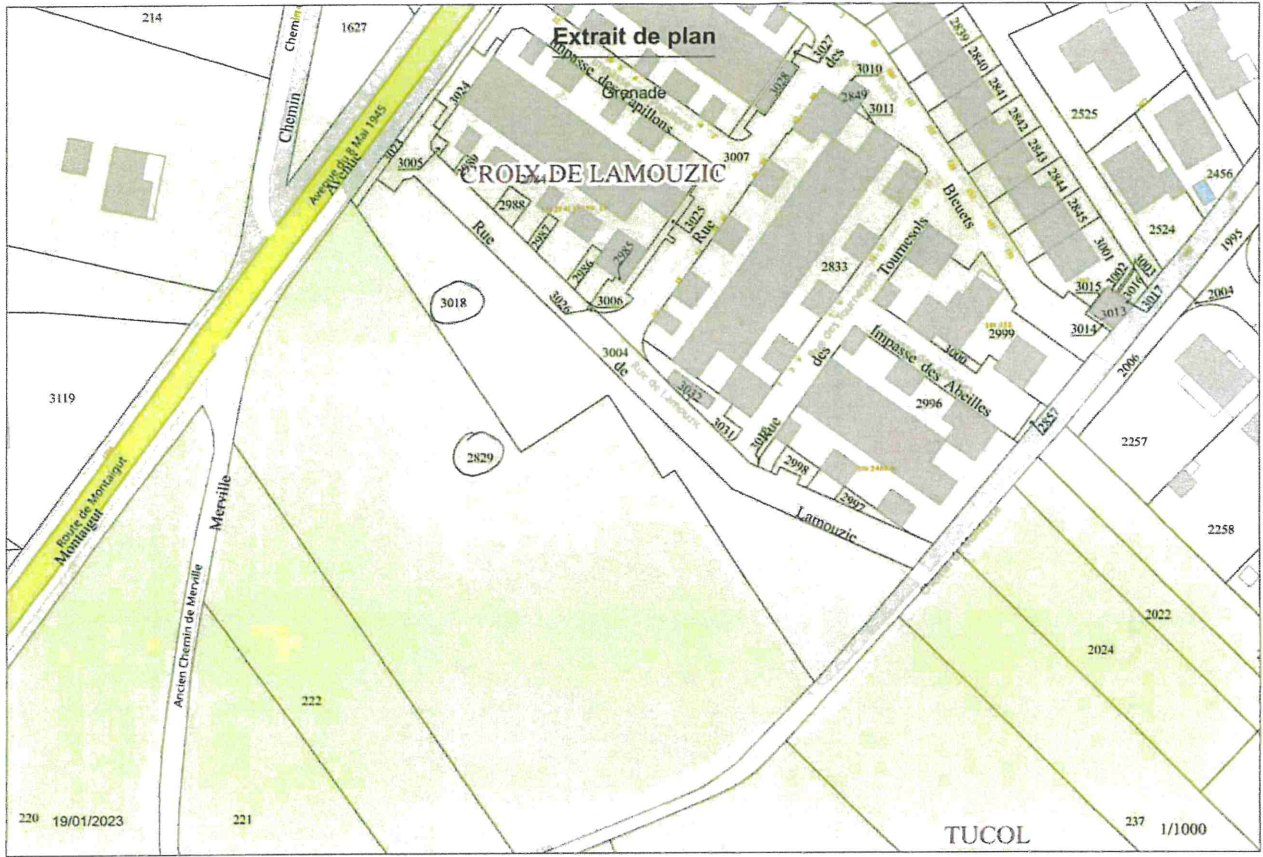 214
1627
Chemin
Extrait de plan
Grenade
Impasse des Papillons
3027
des
3010
2849
3011
3028
3007
2839
2840
2841
2842
2843
2844
2845
2525
2456
2524
1995
2004
2006
3001
3002
3003
3016
3017
3015
3013
3014
Chemin
Avenue du 8 Mai 1945
Avenue
3024
3023
3005
CROIX DE LAMOUZIC
2988
2987
2986
2985
3025
Rue
Rue
3026
3006
3018
2833
Tournesols
des
Bleuets
2999
3000
Impasse des Abeilles
2996
3004
de
Rue de Lamouzic
3032
3031
Rue
2998
2997
Lamouzic
2857
2257
2258
3119
2829
Route de Montaigut
Montaigut
Merville
Ancien Chemin de Merville
222
221
220
19/01/2023
2022
2024
237
1/1000
TUCOL